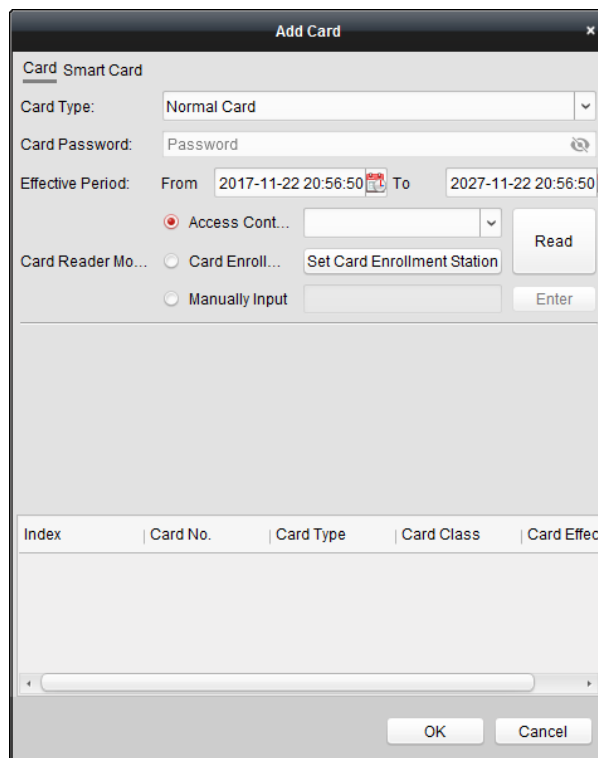 Add Card ×
Card Smart Card
Card Type: Normal Card
Card Password: Password
Effective Period: From 2017-11-22 20:56:50 To 2027-11-22 20:56:50
Access Cont...
Read
Card Reader Mo... Card Enroll... Set Card Enrollment Station
Manually Input Enter
Index Card No. Card Type Card Class Card Effec
OK Cancel